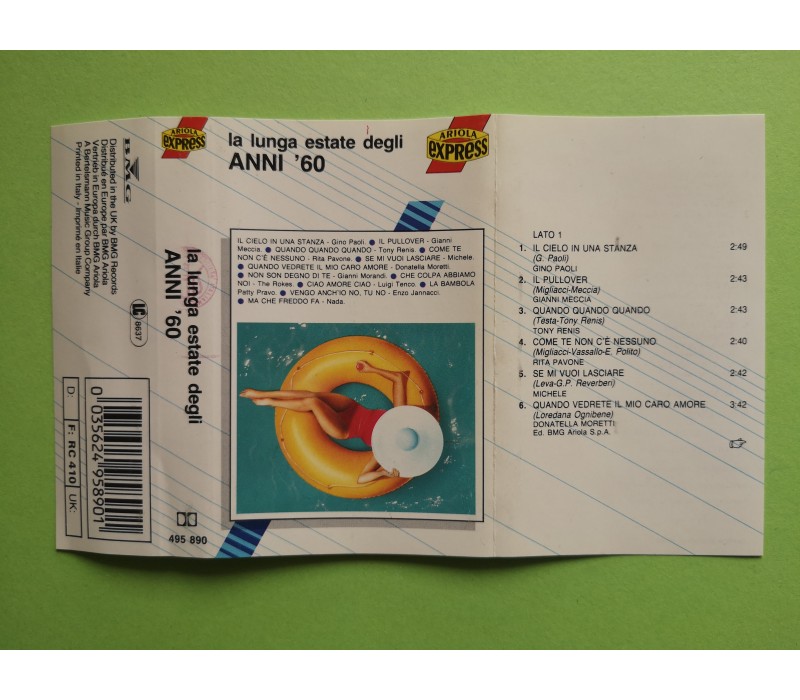 Distributed in the UK by BMG Records
Distribué en Europe par BMG Ariola
Vertrieb in Europa durch BMG Ariola
A Bertelsmann Music Group Company
Printed in Italy - Imprimé en Italie
BMG
LC
8637
D:
F: RC 410
UK:
0 035624 958901
ARIOLA
EXPRESS
la lunga estate degli
ANNI '60
495 890
la lunga estate degli
ANNI '60
ARIOLA
EXPRESS
IL CIELO IN UNA STANZA - Gino Paoli. ● IL PULLOVER - Gianni
Meccia. ● QUANDO QUANDO QUANDO - Tony Renis. ● COME TE
NON C'È NESSUNO - Rita Pavone. ● SE MI VUOI LASCIARE - Michele.
● QUANDO VEDRETE IL MIO CARO AMORE - Donatella Moretti.
● NON SON DEGNO DI TE - Gianni Morandi. ● CHE COLPA ABBIAMO
NOI - The Rokes. ● CIAO AMORE CIAO - Luigi Tenco. ● LA BAMBOLA
Patty Pravo. ● VENGO ANCH'IO NO, TU NO - Enzo Jannacci.
● MA CHE FREDDO FA - Nada.
LATO 1
1. IL CIELO IN UNA STANZA 2:49
(G. Paoli)
GINO PAOLI
2. IL PULLOVER 2:43
(Migliacci-Meccia)
GIANNI MECCIA
3. QUANDO QUANDO QUANDO 2:43
(Testa-Tony Renis)
TONY RENIS
4. COME TE NON C'È NESSUNO 2:40
(Migliacci-Vassallo-E. Polito)
RITA PAVONE
5. SE MI VUOI LASCIARE 2:42
(Leva-G.P. Reverberi)
MICHELE
6. QUANDO VEDRETE IL MIO CARO AMORE 3:42
(Loredana Ognibene)
DONATELLA MORETTI
Ed. BMG Ariola S.p.A.